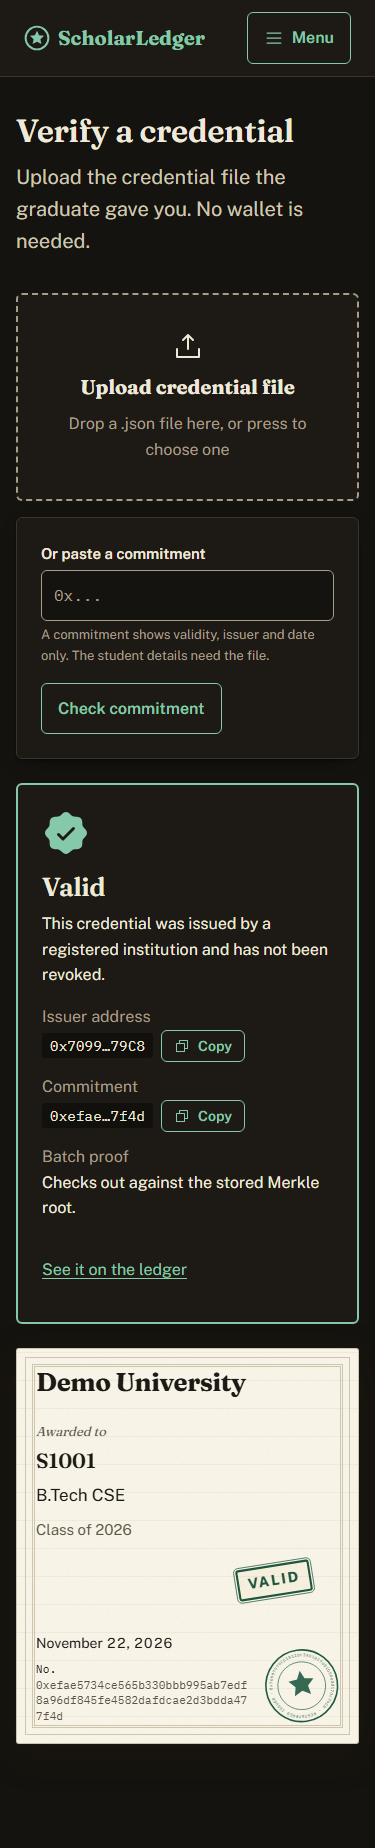 ScholarLedger
Menu
Verify a credential
Upload the credential file the
graduate gave you. No wallet is
needed.
Upload credential file
Drop a .json file here, or press to
choose one
Or paste a commitment
0x...
A commitment shows validity, issuer and date
only. The student details need the file.
Check commitment
Valid
This credential was issued by a
registered institution and has not been
revoked.
Issuer address
0x7099…79C8
Copy
Commitment
0xefae…7f4d
Copy
Batch proof
Checks out against the stored Merkle
root.
See it on the ledger
Demo University
Awarded to
S1001
B.Tech CSE
Class of 2026
VALID
November 22, 2026
No.
0xefae5734ce565b330bbb995ab7edf
8a96df845fe4582dafdcae2d3bdda47
7f4d